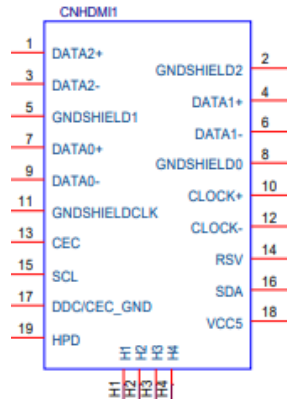 CNHDMI1
1 DATA2+
GNDSHIELD2 2
3 DATA2-
DATA1+ 4
5 GNDSHIELD1
DATA1- 6
7 DATA0+
GNDSHIELD0 8
9 DATA0-
CLOCK+ 10
11 GNDSHIELDCLK
CLOCK- 12
13 CEC
RSV 14
15 SCL
SDA 16
17 DDC/CEC_GND
VCC5 18
19 HPD
H1 H2 H3 H4
H1 H2 H3 H4